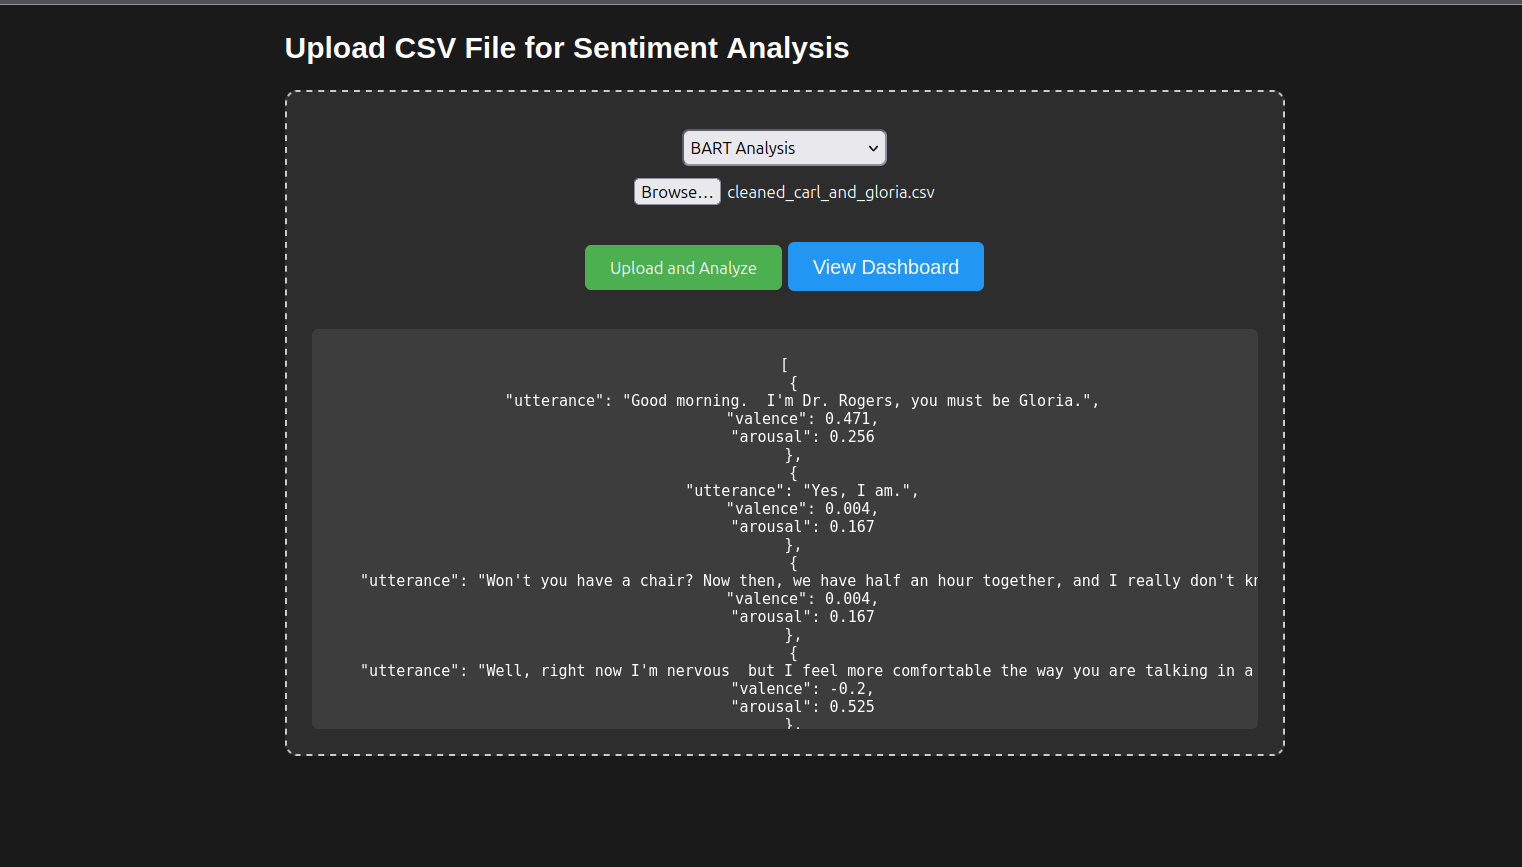 Upload CSV File for Sentiment Analysis
BART Analysis
Browse... cleaned_carl_and_gloria.csv
Upload and Analyze View Dashboard
[
{
"utterance": "Good morning.  I'm Dr. Rogers, you must be Gloria.",
"valence": 0.471,
"arousal": 0.256
},
{
"utterance": "Yes, I am.",
"valence": 0.004,
"arousal": 0.167
},
{
"utterance": "Won't you have a chair? Now then, we have half an hour together, and I really don't
"valence": 0.004,
"arousal": 0.167
},
{
"utterance": "Well, right now I'm nervous  but I feel more comfortable the way you are talking in a
"valence": -0.2,
"arousal": 0.525
},